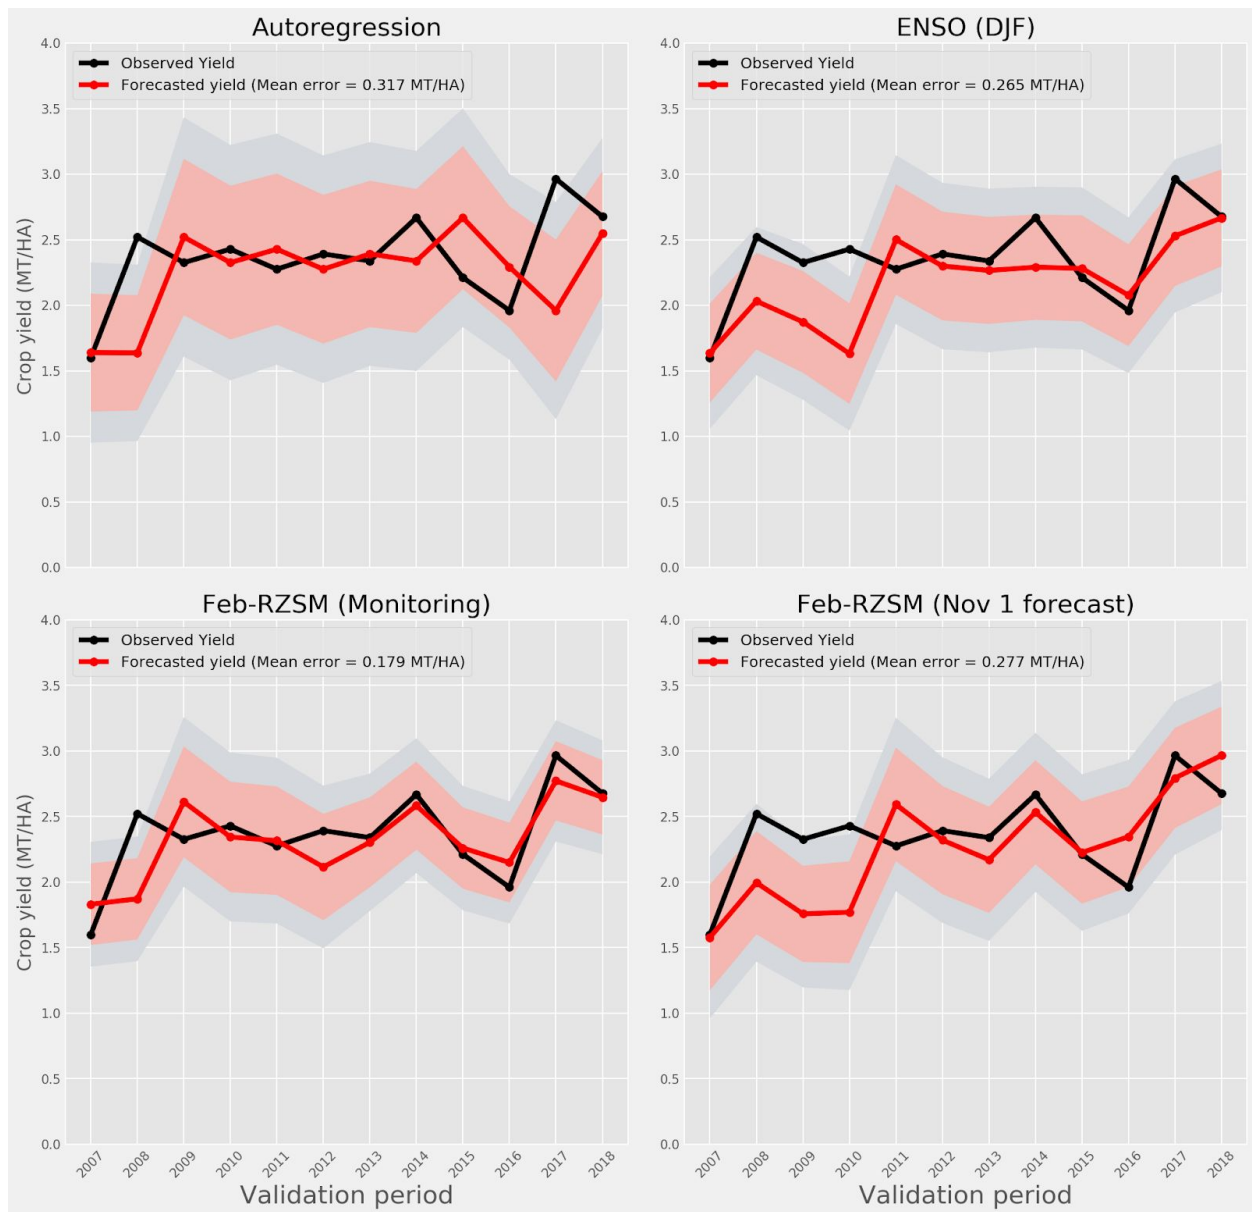 Autoregression
Observed Yield
Forecasted yield (Mean error = 0.317 MT/HA)
Crop yield (MT/HA)
4.0
3.5
3.0
2.5
2.0
1.5
1.0
0.5
0.0
ENSO (DJF)
Observed Yield
Forecasted yield (Mean error = 0.265 MT/HA)
4.0
3.5
3.0
2.5
2.0
1.5
1.0
0.5
0.0
Feb-RZSM (Monitoring)
Observed Yield
Forecasted yield (Mean error = 0.179 MT/HA)
Crop yield (MT/HA)
4.0
3.5
3.0
2.5
2.0
1.5
1.0
0.5
0.0
2007 2008 2009 2010 2011 2012 2013 2014 2015 2016 2017 2018
Validation period
Feb-RZSM (Nov 1 forecast)
Observed Yield
Forecasted yield (Mean error = 0.277 MT/HA)
4.0
3.5
3.0
2.5
2.0
1.5
1.0
0.5
0.0
2007 2008 2009 2010 2011 2012 2013 2014 2015 2016 2017 2018
Validation period